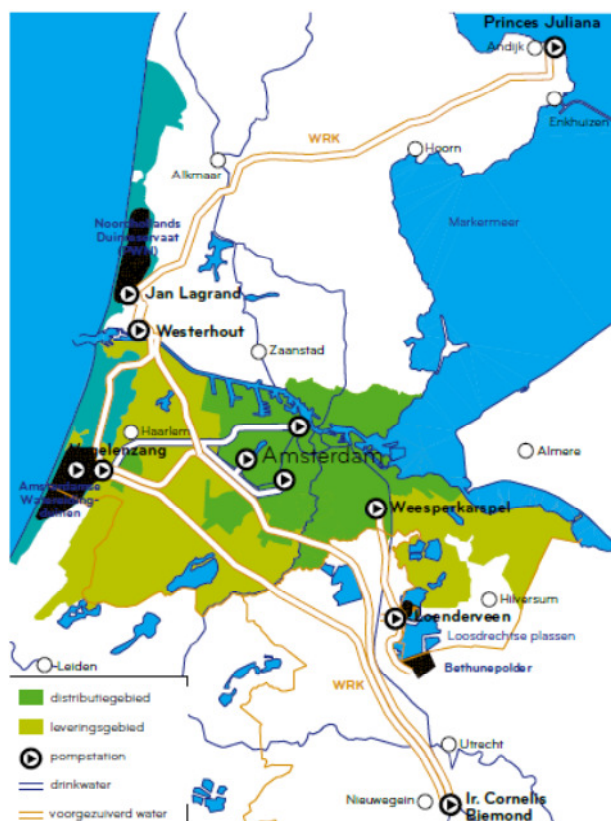 Princes Juliana
Andijk
Enkhuizen
WRK
Hoorn
Alkmaar
Markermeer
Noordhollands
Duinreservaat
(PWN)
Jan Lagrand
Westerhout
Zaanstad
Haarlem
Vogelenzang
Amsterdam
Almere
Amsterdamse
Waterleiding-
duinen
Weesperkarspel
Hilversum
Loenderveen
Loosdrechtse plassen
Bethunepolder
Leiden
WRK
distributiegebied
leveringsgebied
pompstation
drinkwater
voorgezuiverd water
Utrecht
Nieuwegein
Ir. Cornelis
Biemond